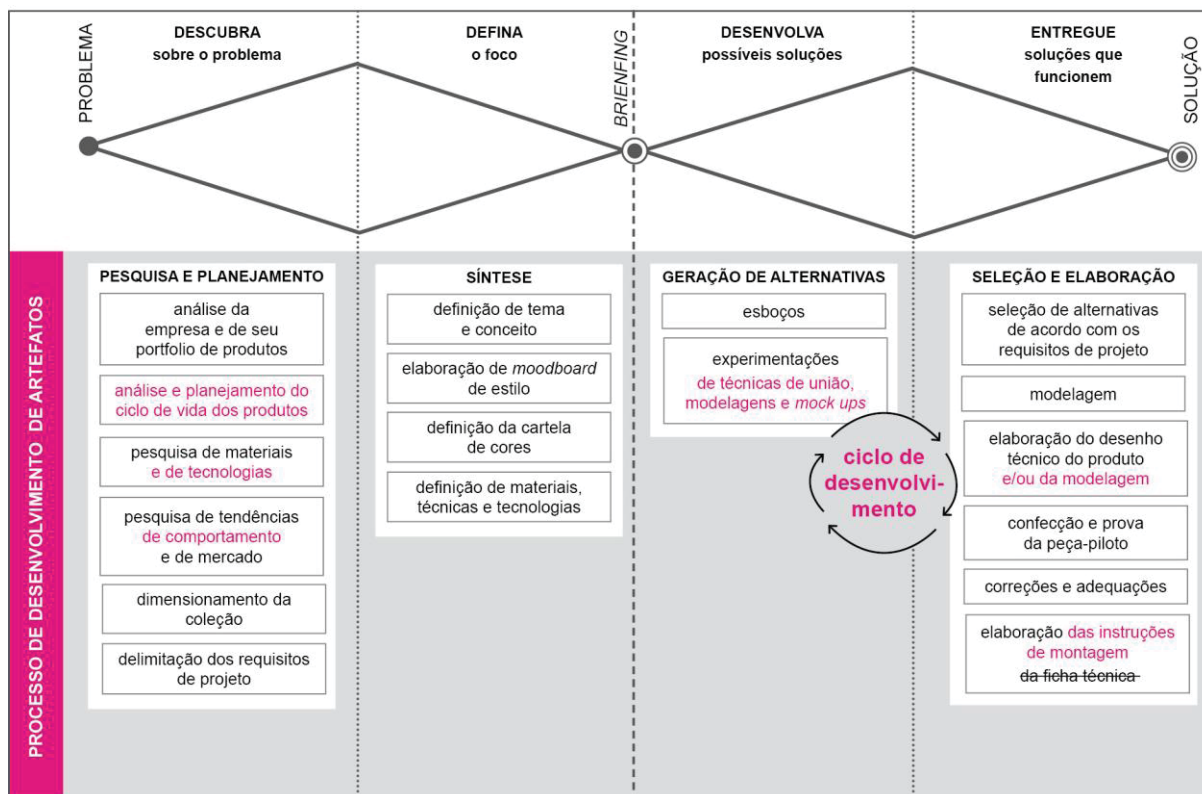 PROBLEMA
DESCUBRA
sobre o problema
DEFINA
o foco
BRIENFING
DESENVOLVA
possíveis soluções
ENTREGUE
soluções que
funcionem
SOLUÇÃO
PROCESSO DE DESENVOLVIMENTO DE ARTEFATOS
PESQUISA E PLANEJAMENTO
análise da
empresa e de seu
portfolio de produtos
análise e planejamento do
ciclo de vida dos produtos
pesquisa de materiais
e de tecnologias
pesquisa de tendências
de comportamento
e de mercado
dimensionamento da
coleção
delimitação dos requisitos
de projeto
SÍNTESE
definição de tema
e conceito
elaboração de moodboard
de estilo
definição da cartela
de cores
definição de materiais,
técnicas e tecnologias
GERAÇÃO DE ALTERNATIVAS
esboços
experimentações
de técnicas de união,
modelagens e mock ups
ciclo de
desenvolvi-
mento
SELEÇÃO E ELABORAÇÃO
seleção de alternativas
de acordo com os
requisitos de projeto
modelagem
elaboração do desenho
técnico do produto
e/ou da modelagem
confecção e prova
da peça-piloto
correções e adequações
elaboração das instruções
de montagem
da ficha técnica